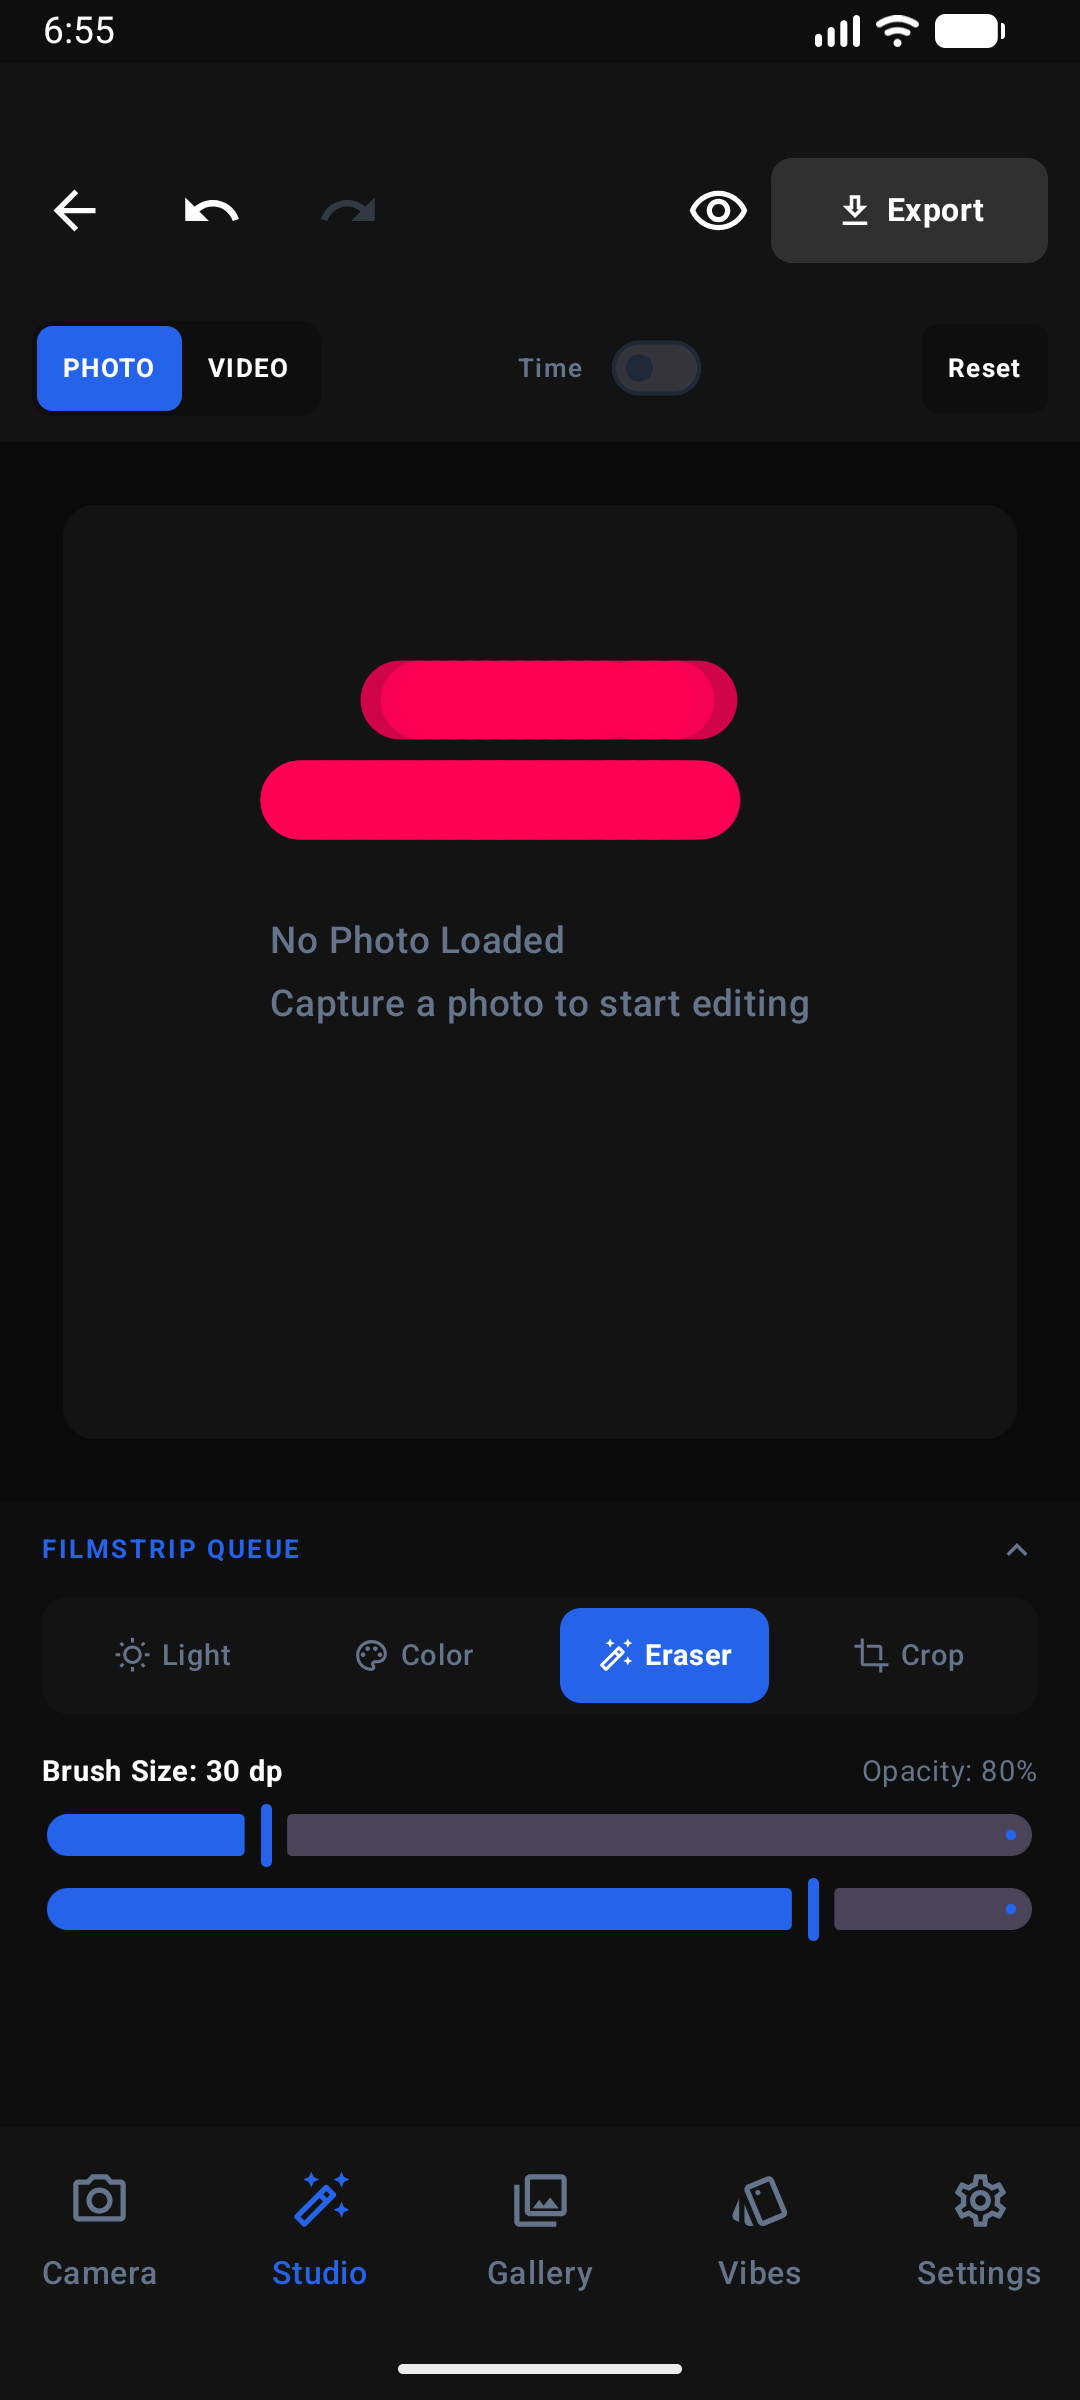 6:55
Export
PHOTO VIDEO Time Reset
No Photo Loaded
Capture a photo to start editing
FILMSTRIP QUEUE
Light Color Eraser Crop
Brush Size: 30 dp Opacity: 80%
Camera Studio Gallery Vibes Settings